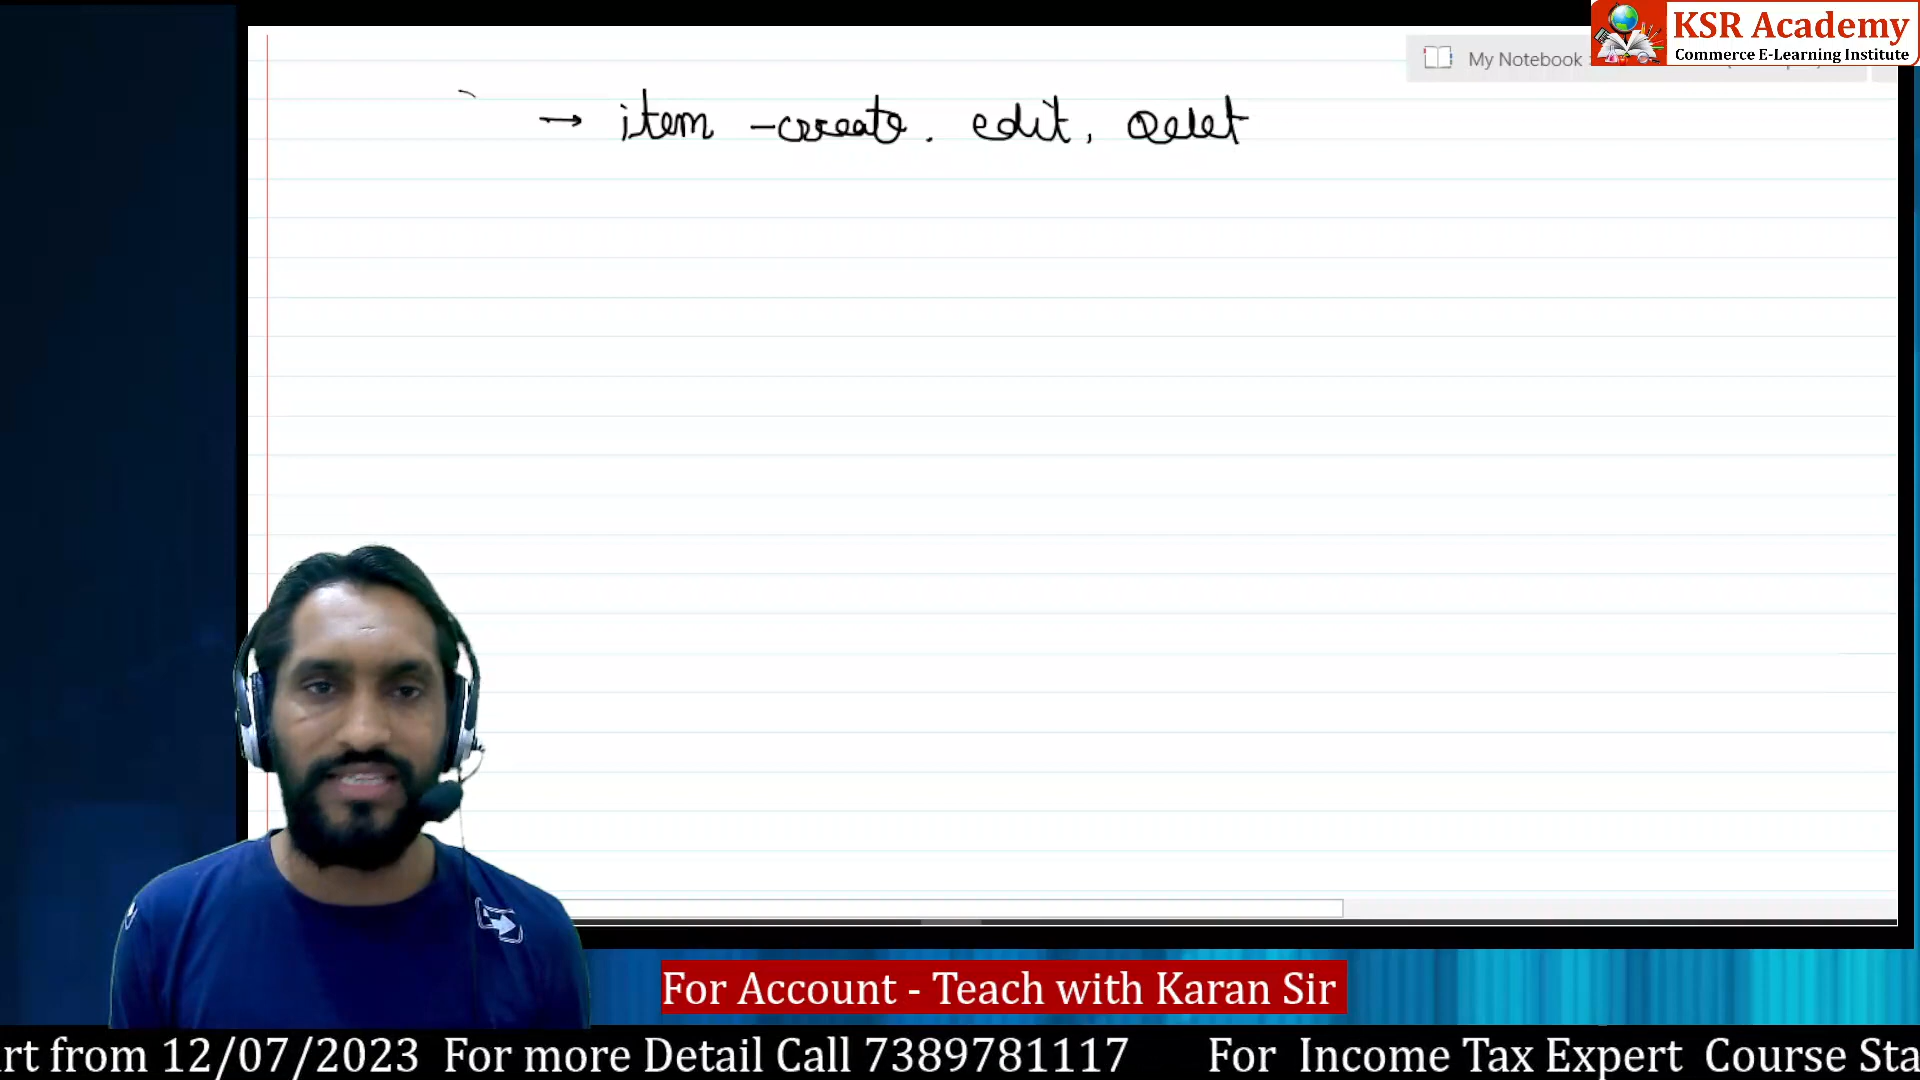 KSR Academy
Commerce E-Learning Institute
My Notebook
→ item - create. edit, Delet
For Account - Teach with Karan Sir
rt from 12/07/2023 For more Detail Call 7389781117 For Income Tax Expert Course Sta